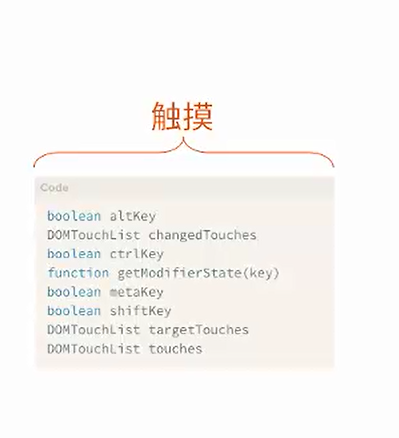 触摸
Code
boolean altKey
DOMTouchList changedTouches
boolean ctrlKey
function getModifierState(key)
boolean metaKey
boolean shiftKey
DOMTouchList targetTouches
DOMTouchList touches